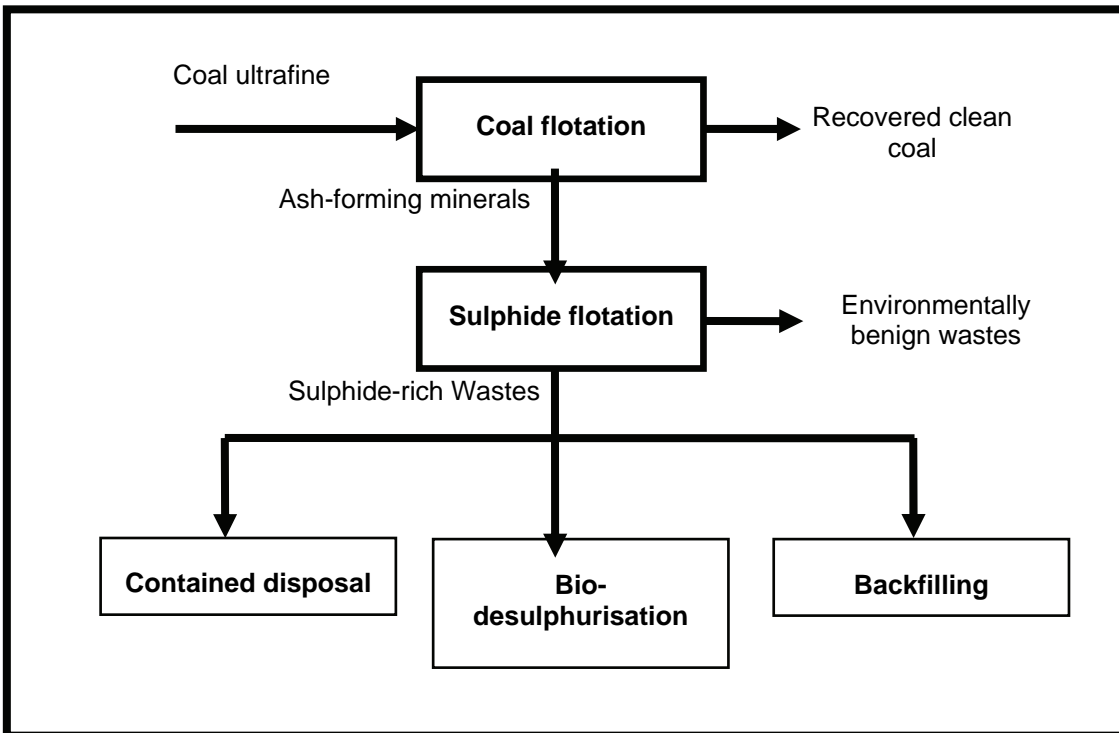 Coal ultrafine
Coal flotation
Recovered clean
coal
Ash-forming minerals
Sulphide flotation
Environmentally
benign wastes
Sulphide-rich Wastes
Contained disposal
Bio-
desulphurisation
Backfilling